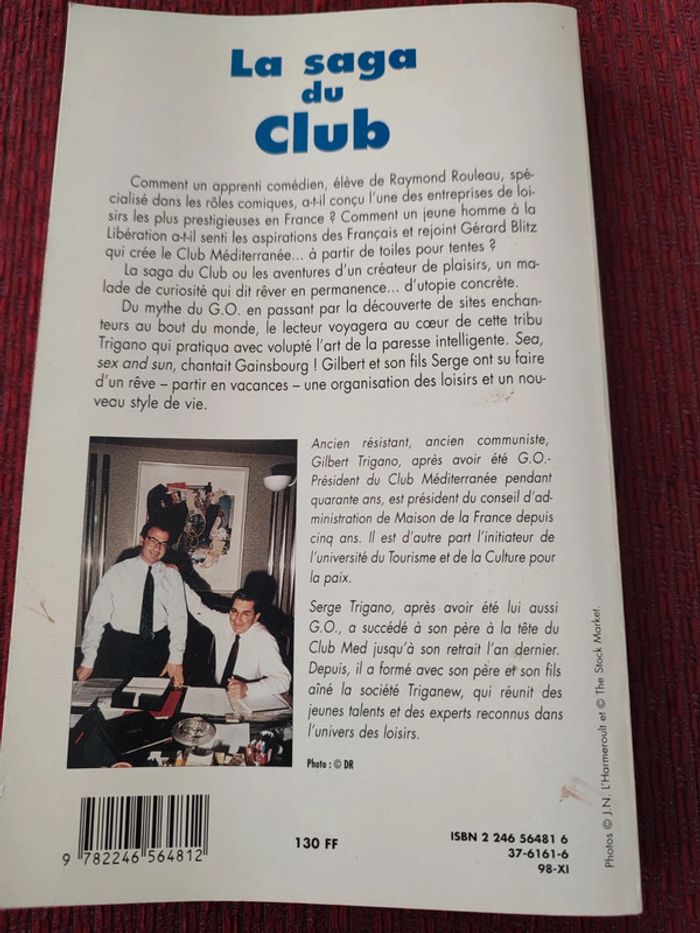 La saga
du
Club
Comment un apprenti comédien, élève de Raymond Rouleau, spé-
cialisé dans les rôles comiques, a-t-il conçu l'une des entreprises de loi-
sirs les plus prestigieuses en France ? Comment un jeune homme à la
Libération a-t-il senti les aspirations des Français et rejoint Gérard Blitz
qui crée le Club Méditerranée... à partir de toiles pour tentes ?
La saga du Club ou les aventures d'un créateur de plaisirs, un ma-
lade de curiosité qui dit rêver en permanence... d'utopie concrète.
Du mythe du G.O. en passant par la découverte de sites enchan-
teurs au bout du monde, le lecteur voyagera au cœur de cette tribu
Trigano qui pratiqua avec volupté l'art de la paresse intelligente. Sea,
sex and sun, chantait Gainsbourg ! Gilbert et son fils Serge ont su faire
d'un rêve – partir en vacances – une organisation des loisirs et un nou-
veau style de vie.
Ancien résistant, ancien communiste,
Gilbert Trigano, après avoir été G.O.-
Président du Club Méditerranée pendant
quarante ans, est président du conseil d'ad-
ministration de Maison de la France depuis
cinq ans. Il est d'autre part l'initiateur de
l'université du Tourisme et de la Culture pour
la paix.
Serge Trigano, après avoir été lui aussi
G.O., a succédé à son père à la tête du
Club Med jusqu'à son retrait l'an dernier.
Depuis, il a formé avec son père et son fils
aîné la société Triganew, qui réunit des
jeunes talents et des experts reconnus dans
l'univers des loisirs.
Photo : © DR
Photos © J.N. L'Harmeroult et © The Stock Market.
9 782246 564812
130 FF
ISBN 2 246 56481 6
37-6161-6
98-XI